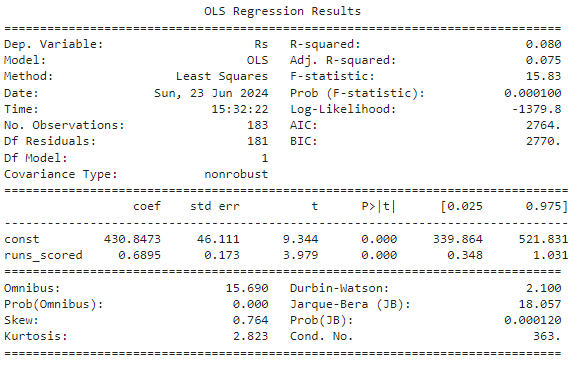 OLS Regression Results
==============================================================================
Dep. Variable:                     Rs   R-squared:                       0.080
Model:                            OLS   Adj. R-squared:                  0.075
Method:                 Least Squares   F-statistic:                     15.83
Date:                Sun, 23 Jun 2024   Prob (F-statistic):           0.000100
Time:                        15:32:22   Log-Likelihood:                -1379.8
No. Observations:                 183   AIC:                             2764.
Df Residuals:                     181   BIC:                             2770.
Df Model:                           1
Covariance Type:            nonrobust
===============================================================================
                  coef    std err          t      P>|t|      [0.025      0.975]
-------------------------------------------------------------------------------
const         430.8473     46.111      9.344      0.000     339.864     521.831
runs_scored     0.6895      0.173      3.979      0.000       0.348       1.031
==============================================================================
Omnibus:                       15.690   Durbin-Watson:                   2.100
Prob(Omnibus):                  0.000   Jarque-Bera (JB):               18.057
Skew:                           0.764   Prob(JB):                     0.000120
Kurtosis:                       2.823   Cond. No.                         363.
==============================================================================